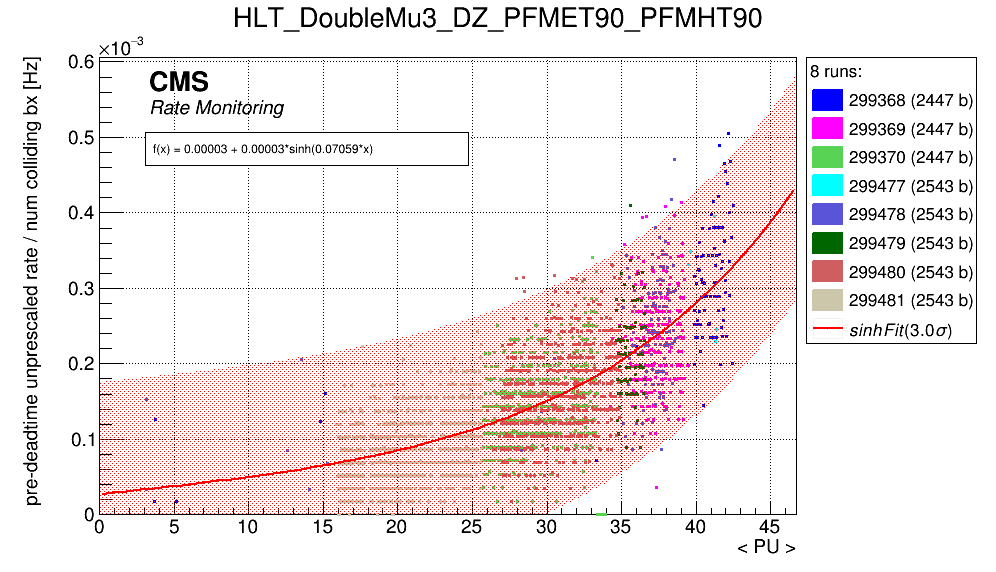 HLT_DoubleMu3_DZ_PFMET90_PFMHT90
×10⁻³
pre-deadtime unprescaled rate / num colliding bx [Hz]
0.6
0.5
0.4
0.3
0.2
0.1
0
CMS
Rate Monitoring
f(x) = 0.00003 + 0.00003*sinh(0.07059*x)
0 5 10 15 20 25 30 35 40 45
< PU >
8 runs:
299368 (2447 b)
299369 (2447 b)
299370 (2447 b)
299477 (2543 b)
299478 (2543 b)
299479 (2543 b)
299480 (2543 b)
299481 (2543 b)
sinhFit(3.0σ)